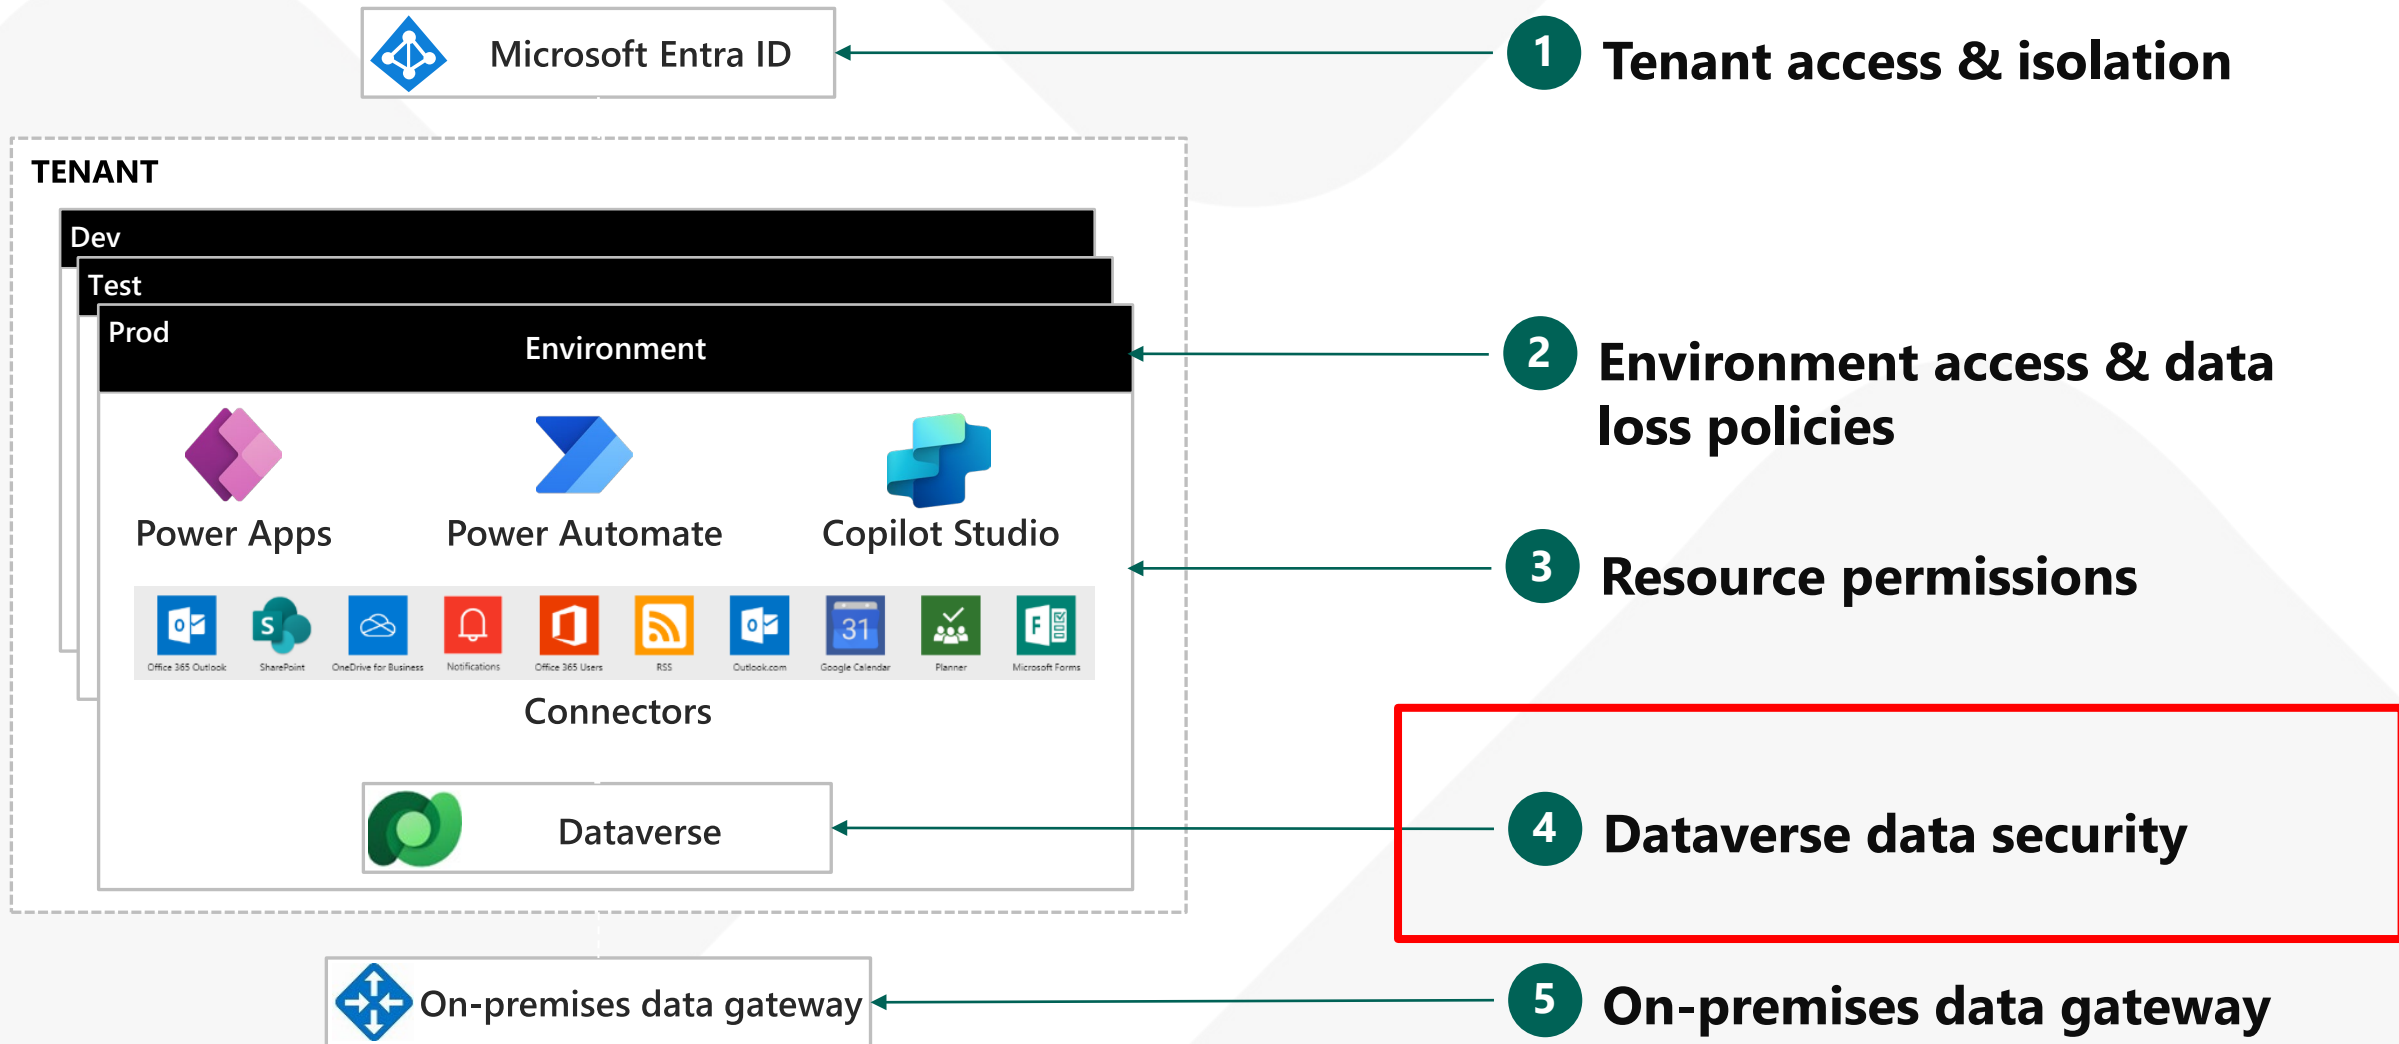 Microsoft Entra ID
1
Tenant access & isolation
TENANT
Dev
Test
Prod
Environment
2
Environment access & data
loss policies
Power Apps
Power Automate
Copilot Studio
3
Resource permissions
Office 365 Outlook
SharePoint
OneDrive for Business
Notifications
Office 365 Users
RSS
Outlook.com
31
Google Calendar
Planner
Microsoft Forms
Connectors
Dataverse
4
Dataverse data security
On-premises data gateway
5
On-premises data gateway